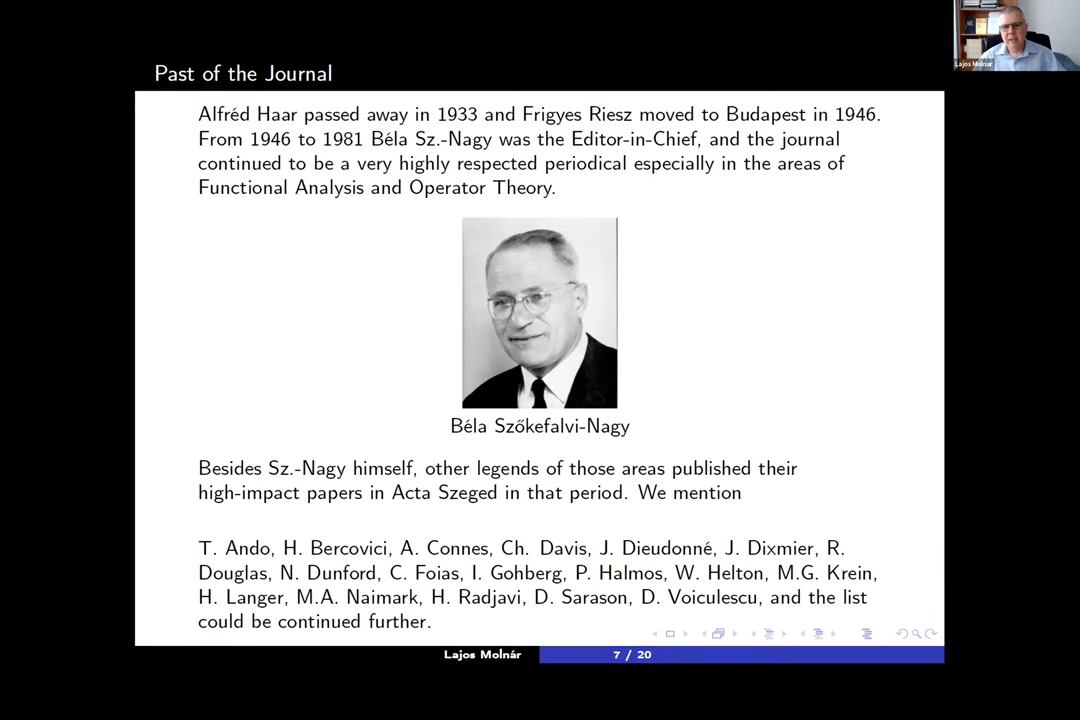 Lajos Molnár
Past of the Journal
Alfréd Haar passed away in 1933 and Frigyes Riesz moved to Budapest in 1946.
From 1946 to 1981 Béla Sz.-Nagy was the Editor-in-Chief, and the journal
continued to be a very highly respected periodical especially in the areas of
Functional Analysis and Operator Theory.
Béla Szőkefalvi-Nagy
Besides Sz.-Nagy himself, other legends of those areas published their
high-impact papers in Acta Szeged in that period. We mention
T. Ando, H. Bercovici, A. Connes, Ch. Davis, J. Dieudonné, J. Dixmier, R.
Douglas, N. Dunford, C. Foias, I. Gohberg, P. Halmos, W. Helton, M.G. Krein,
H. Langer, M.A. Naimark, H. Radjavi, D. Sarason, D. Voiculescu, and the list
could be continued further.
Lajos Molnár 7 / 20